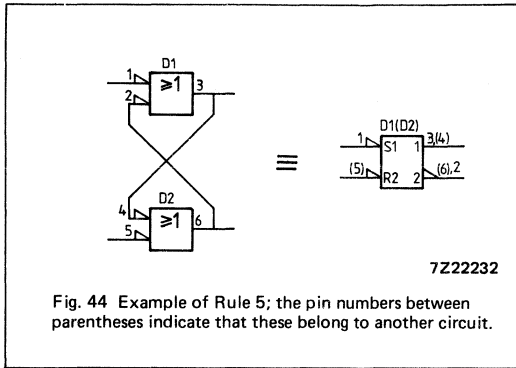 D1
1
3
≥1
2
D2
4
6
≥1
5
≡
D1(D2)
1 S1 1 3,(4)
(5) R2 2 (6),2
7Z22232
Fig. 44 Example of Rule 5; the pin numbers between
parentheses indicate that these belong to another circuit.